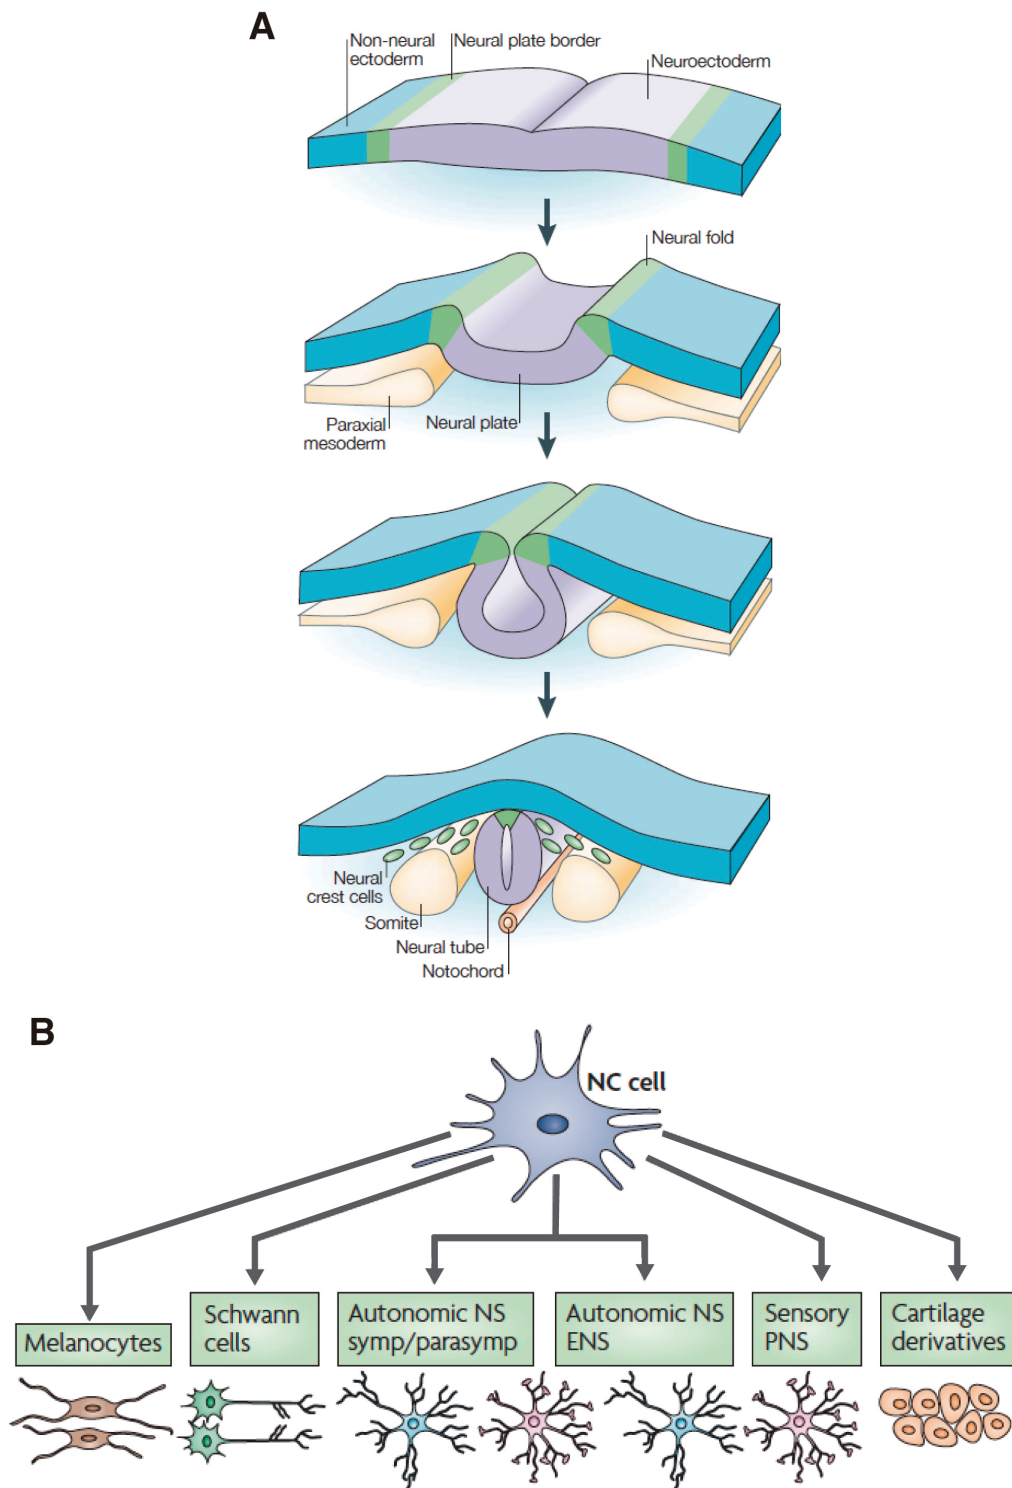 A
Non-neural
ectoderm
Neural plate border
Neuroectoderm
Neural fold
Paraxial
mesoderm
Neural plate
Neural
crest cells
Somite
Neural tube
Notochord
B
NC cell
Melanocytes
Schwann
cells
Autonomic NS
symp/parasymp
Autonomic NS
ENS
Sensory
PNS
Cartilage
derivatives